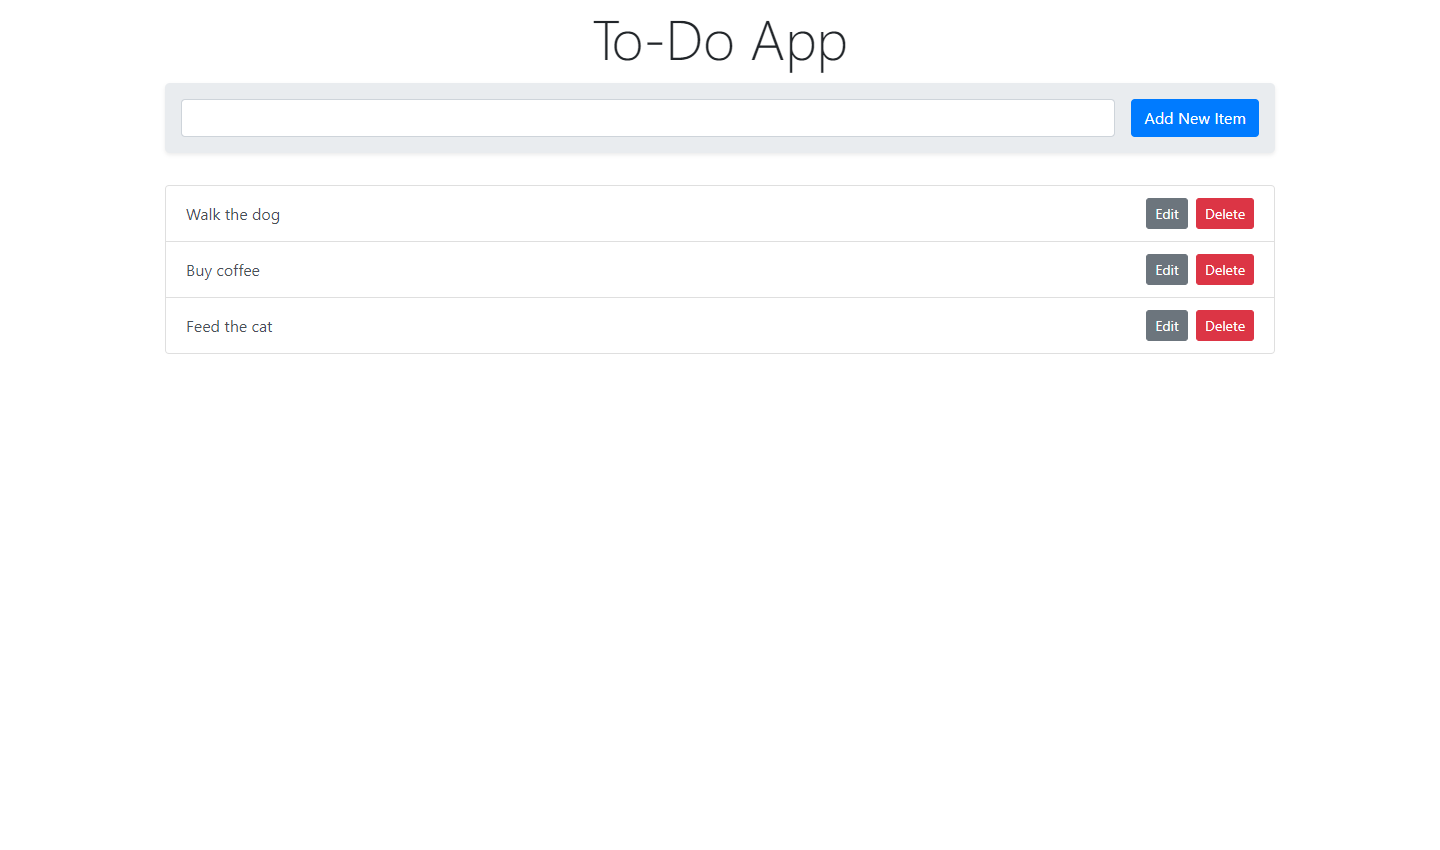 To-Do App
Add New Item
Walk the dog Edit Delete
Buy coffee Edit Delete
Feed the cat Edit Delete